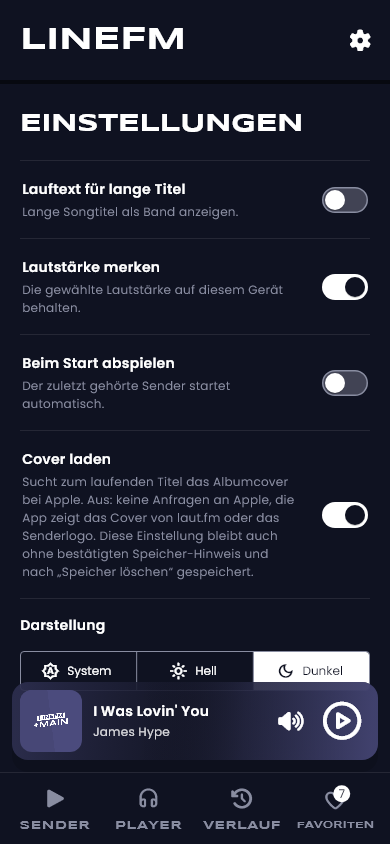 LINEFM
EINSTELLUNGEN
Lauftext für lange Titel
Lange Songtitel als Band anzeigen.
Lautstärke merken
Die gewählte Lautstärke auf diesem Gerät
behalten.
Beim Start abspielen
Der zuletzt gehörte Sender startet
automatisch.
Cover laden
Sucht zum laufenden Titel das Albumcover
bei Apple. Aus: keine Anfragen an Apple, die
App zeigt das Cover von laut.fm oder das
Senderlogo. Diese Einstellung bleibt auch
ohne bestätigten Speicher-Hinweis und
nach „Speicher löschen“ gespeichert.
Darstellung
System
Hell
Dunkel
LINEFM
+MAIN
I Was Lovin' You
James Hype
7
SENDER
PLAYER
VERLAUF
FAVORITEN